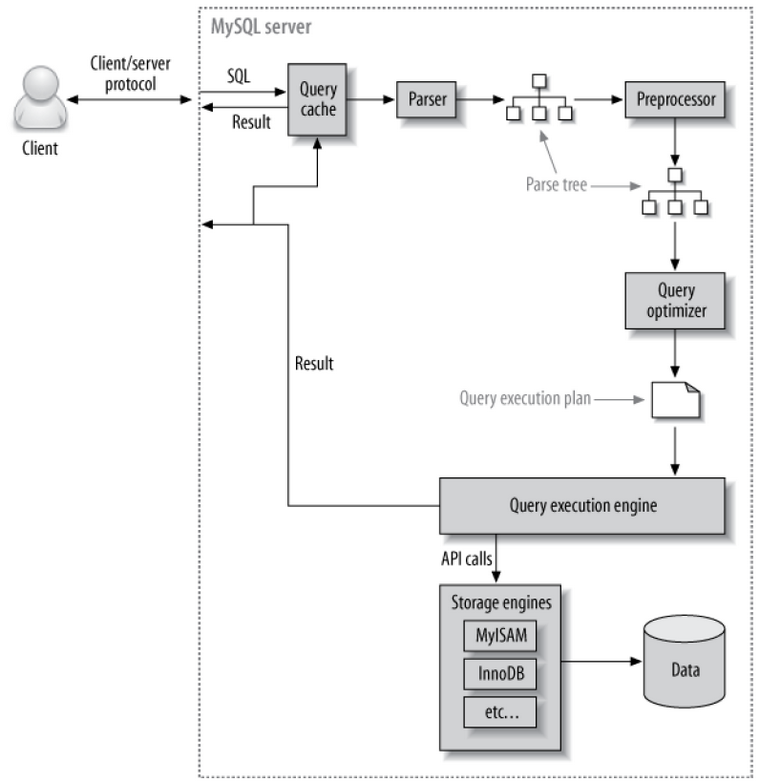 MySQL server
Client/server
protocol
Client
SQL
Result
Query
cache
Parser
Preprocessor
Parse tree
Query
optimizer
Query execution plan
Result
Query execution engine
API calls
Storage engines
MyISAM
InnoDB
etc…
Data